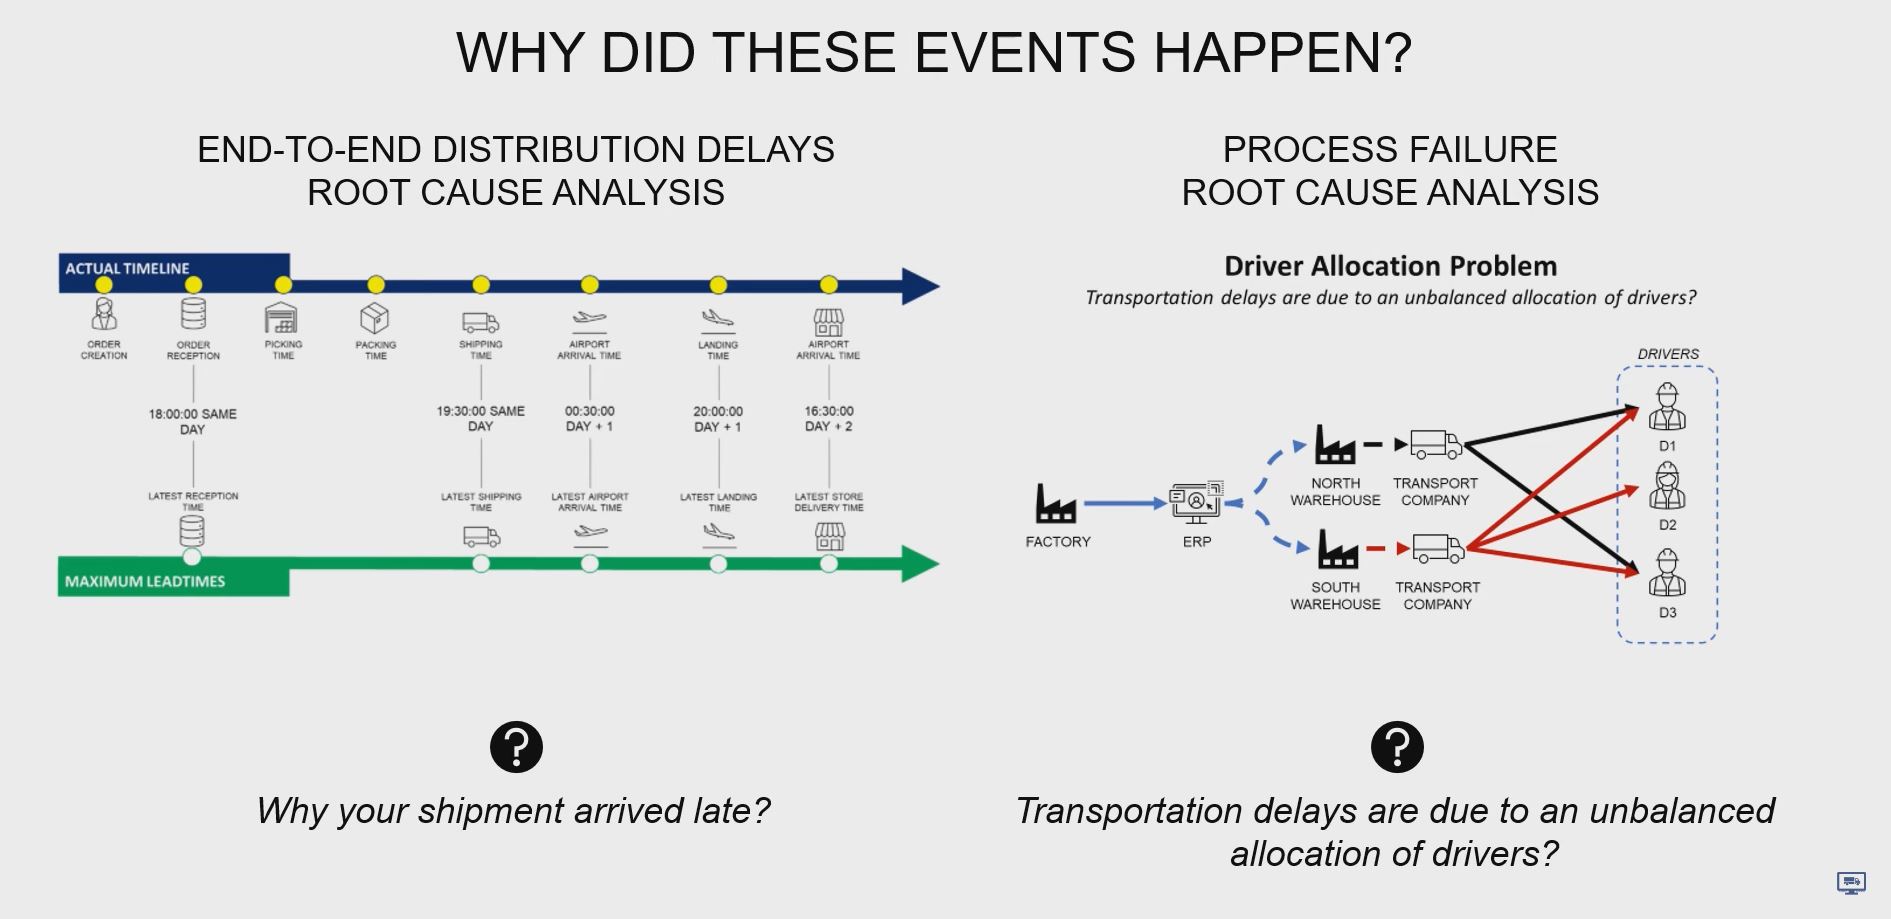 WHY DID THESE EVENTS HAPPEN?
END-TO-END DISTRIBUTION DELAYS
ROOT CAUSE ANALYSIS
ACTUAL TIMELINE
ORDER
CREATION
ORDER
RECEPTION
PICKING
TIME
PACKING
TIME
SHIPPING
TIME
AIRPORT
ARRIVAL TIME
LANDING
TIME
AIRPORT
ARRIVAL TIME
18:00:00 SAME
DAY
19:30:00 SAME
DAY
00:30:00
DAY + 1
20:00:00
DAY + 1
16:30:00
DAY + 2
LATEST RECEPTION
TIME
LATEST SHIPPING
TIME
LATEST AIRPORT
ARRIVAL TIME
LATEST LANDING
TIME
LATEST STORE
DELIVERY TIME
MAXIMUM LEADTIMES
Why your shipment arrived late?
PROCESS FAILURE
ROOT CAUSE ANALYSIS
Driver Allocation Problem
Transportation delays are due to an unbalanced allocation of drivers?
DRIVERS
D1
D2
D3
FACTORY
ERP
NORTH
WAREHOUSE
TRANSPORT
COMPANY
SOUTH
WAREHOUSE
TRANSPORT
COMPANY
Transportation delays are due to an unbalanced
allocation of drivers?